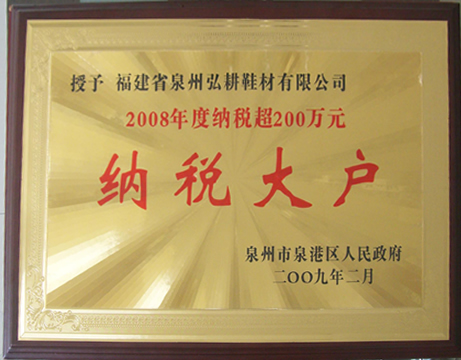 授予 福建省泉州弘耕鞋材有限公司
2008年度纳税超200万元
纳税大户
泉州市泉港区人民政府
二〇〇九年二月